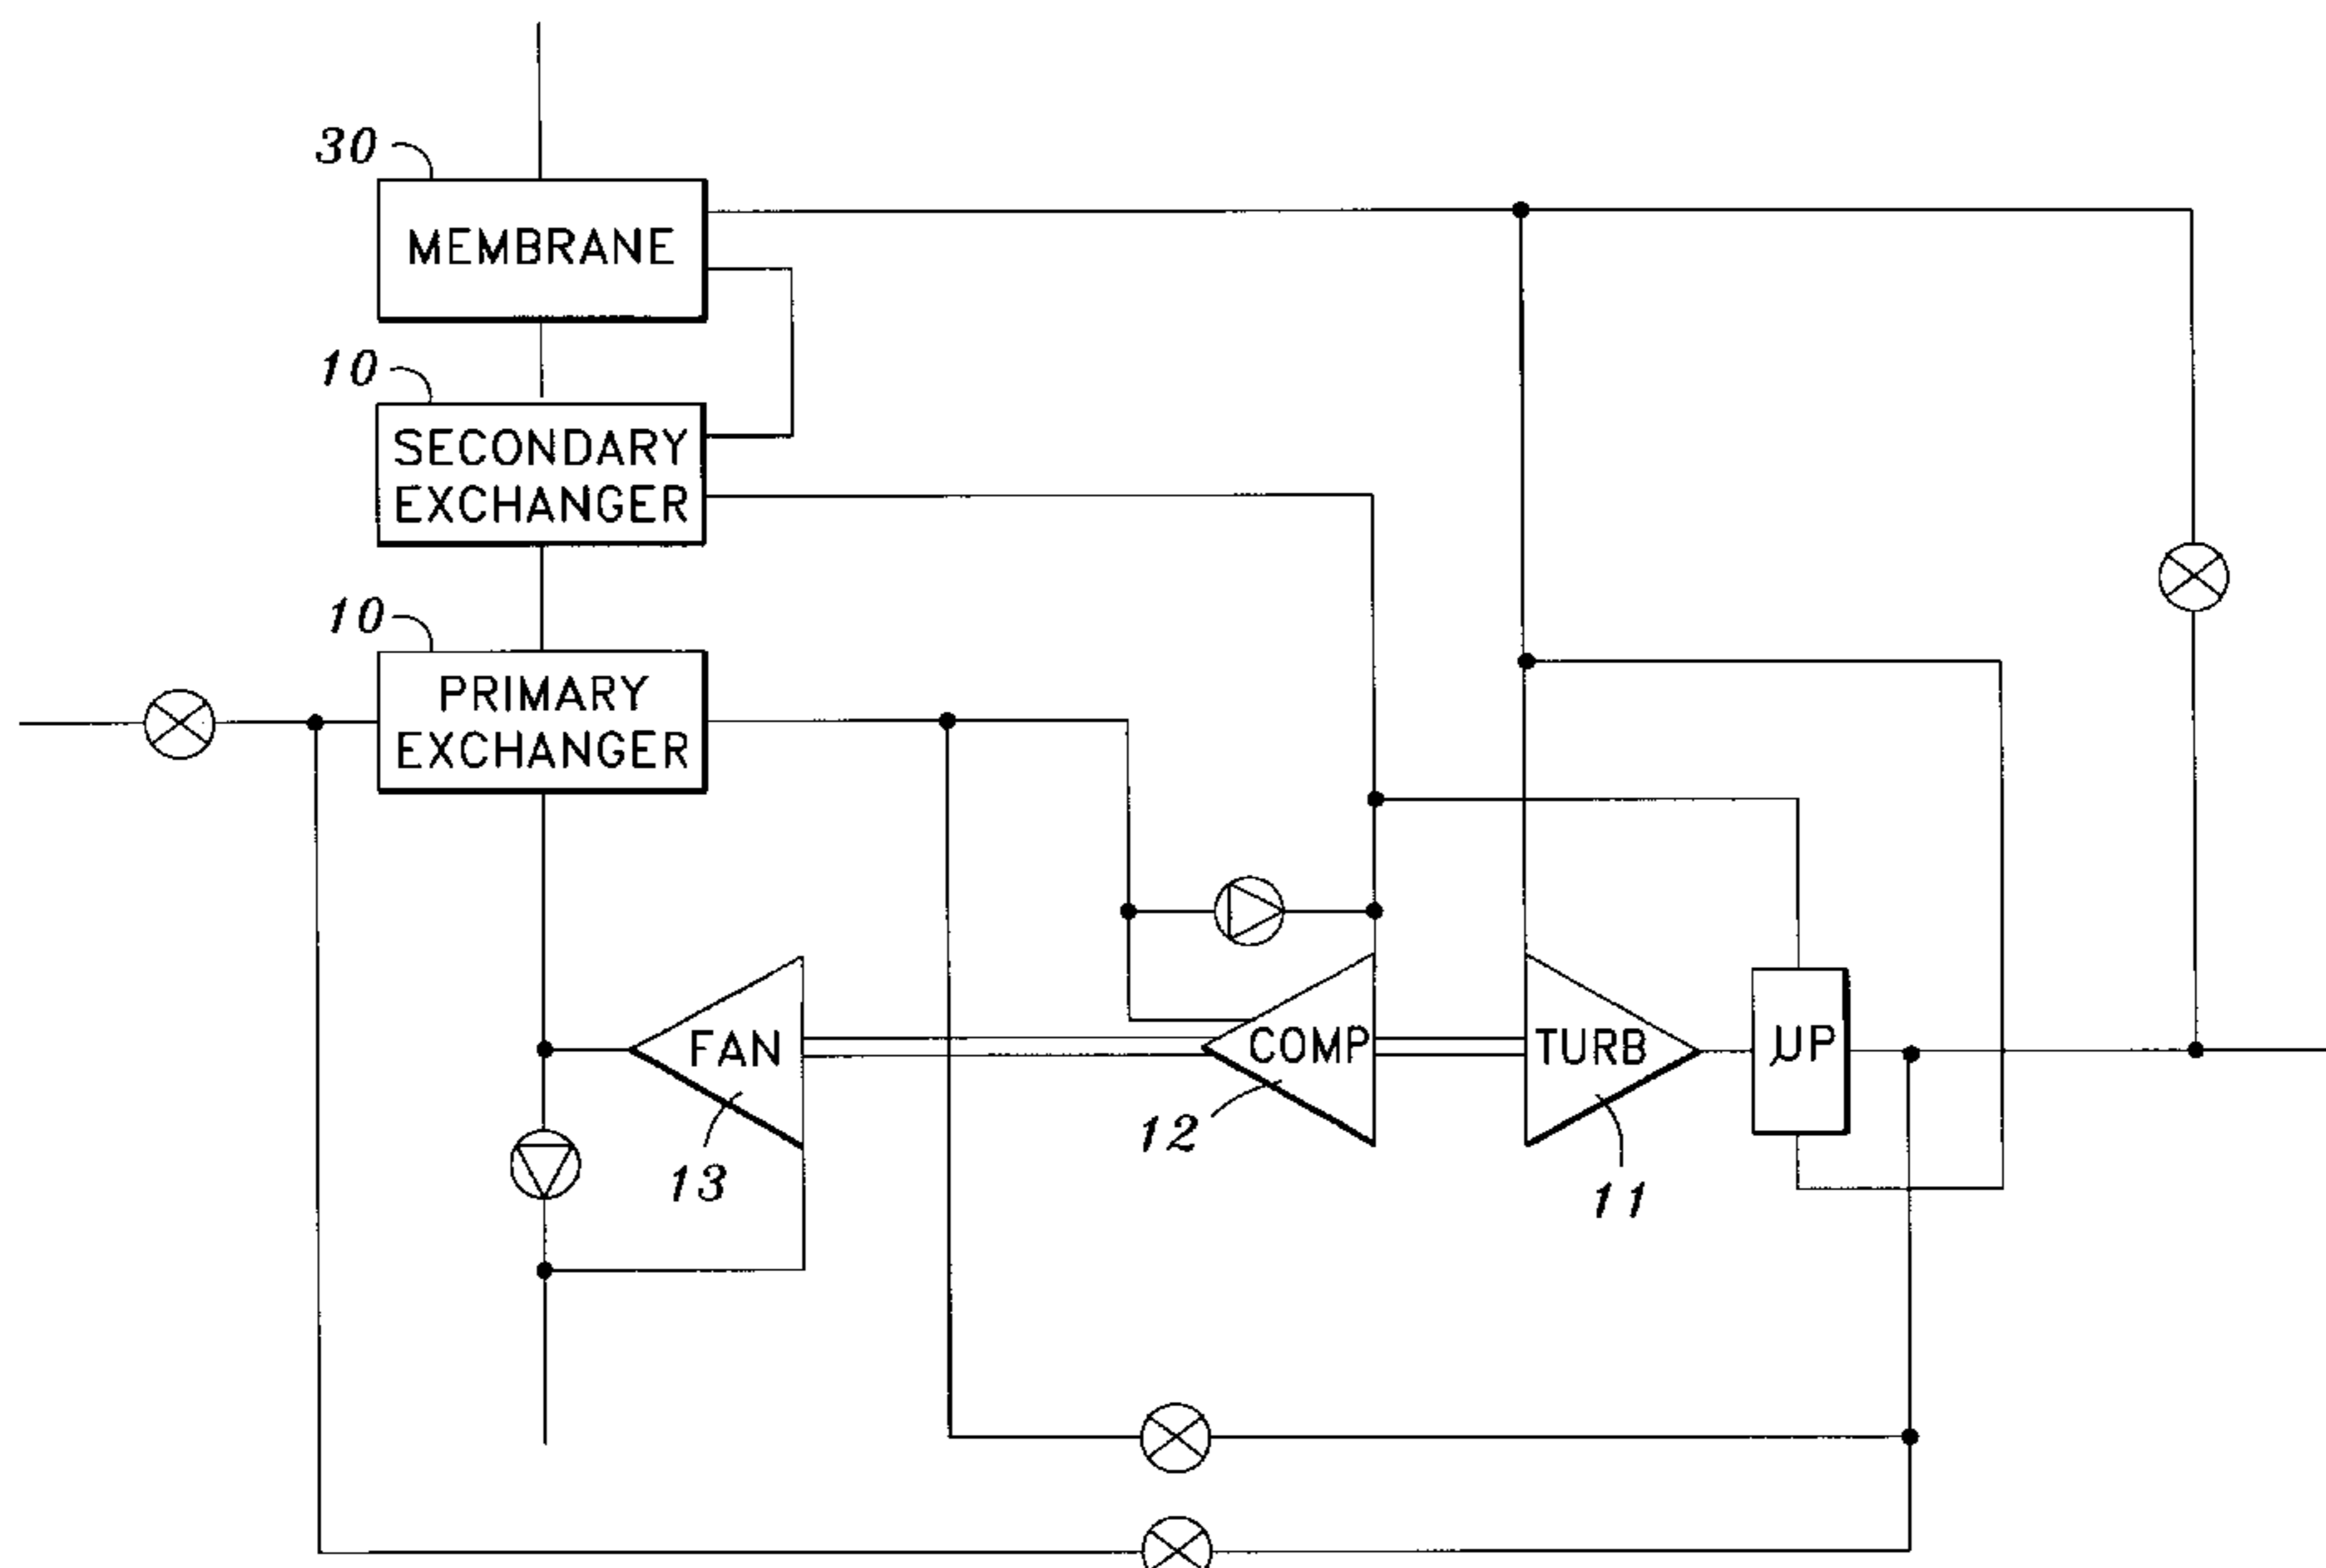 30
MEMBRANE
10
SECONDARY
EXCHANGER
10
PRIMARY
EXCHANGER
FAN
COMP
TURB
μP
13
12
11